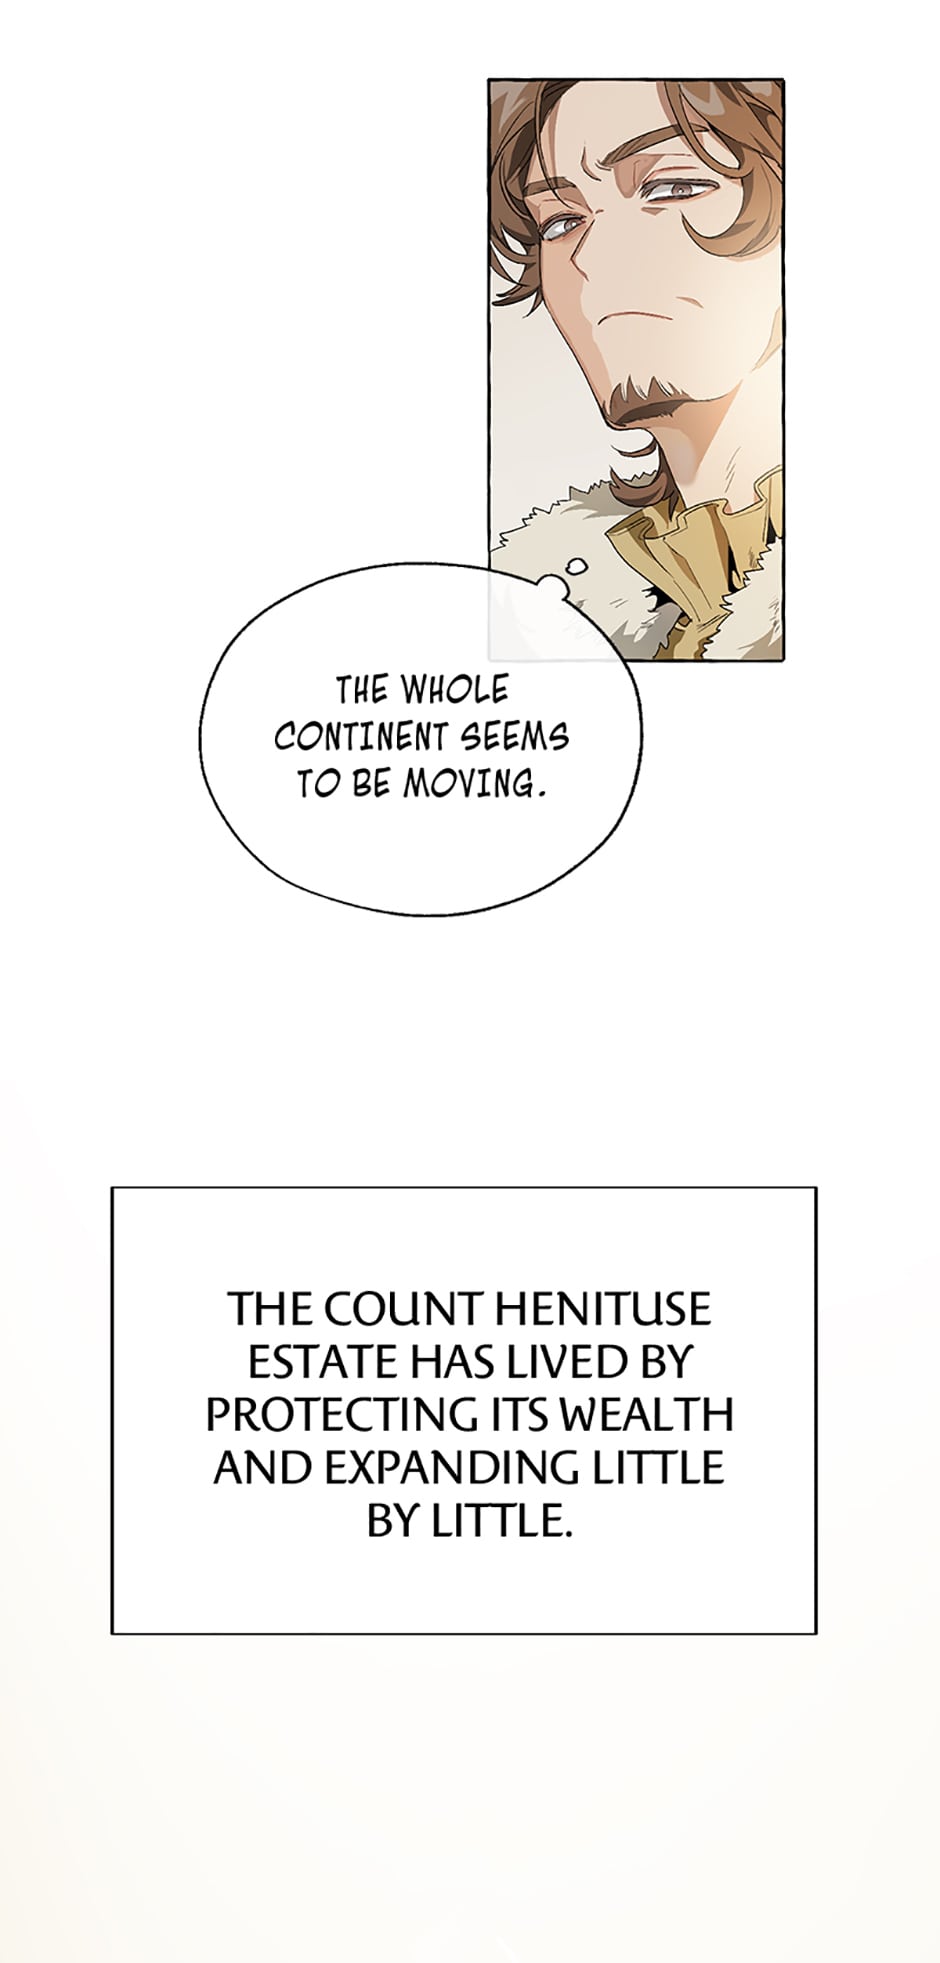 THE WHOLE
CONTINENT SEEMS
TO BE MOVING.
THE COUNT HENITUSE
ESTATE HAS LIVED BY
PROTECTING ITS WEALTH
AND EXPANDING LITTLE
BY LITTLE.